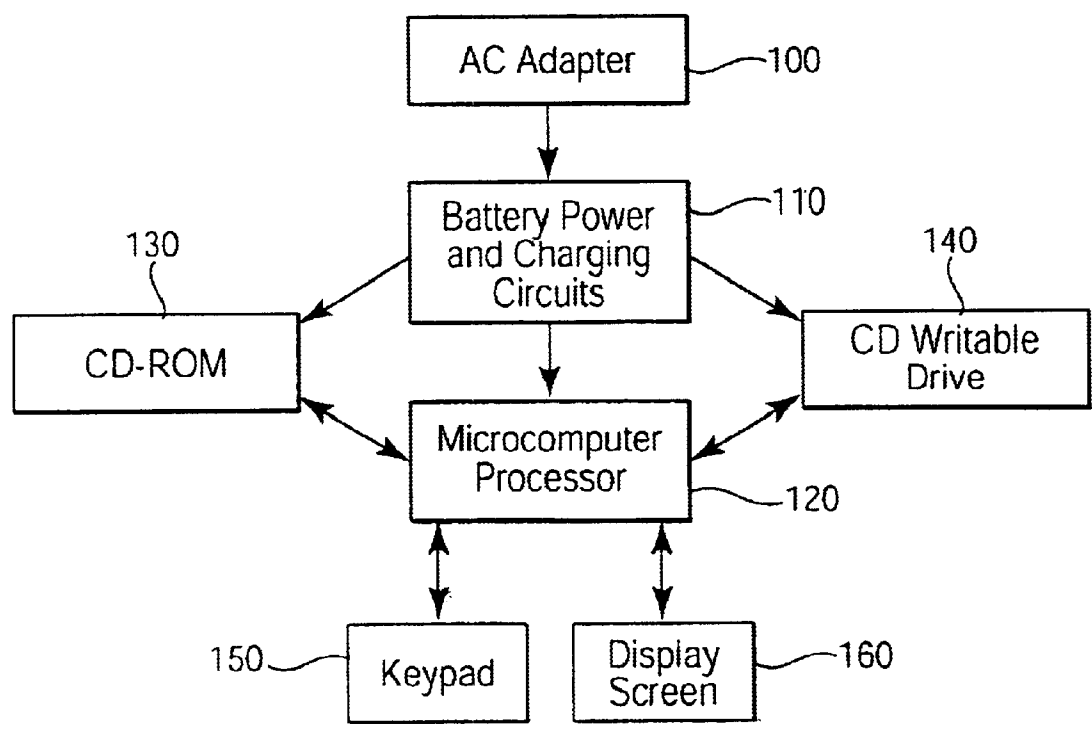 AC Adapter
100
Battery Power
and Charging
Circuits
110
130
140
CD-ROM
CD Writable
Drive
Microcomputer
Processor
120
150
Keypad
Display
Screen
160